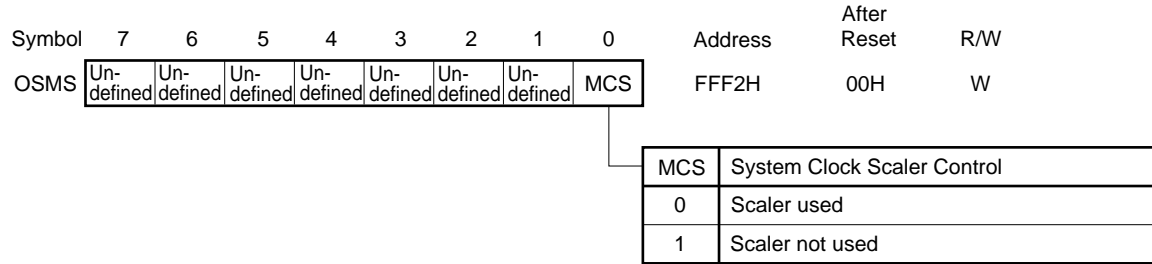 After
Symbol 7 6 5 4 3 2 1 0 Address Reset R/W
OSMS Un-defined Un-defined Un-defined Un-defined Un-defined Un-defined Un-defined MCS FFF2H 00H W
MCS System Clock Scaler Control
0 Scaler used
1 Scaler not used